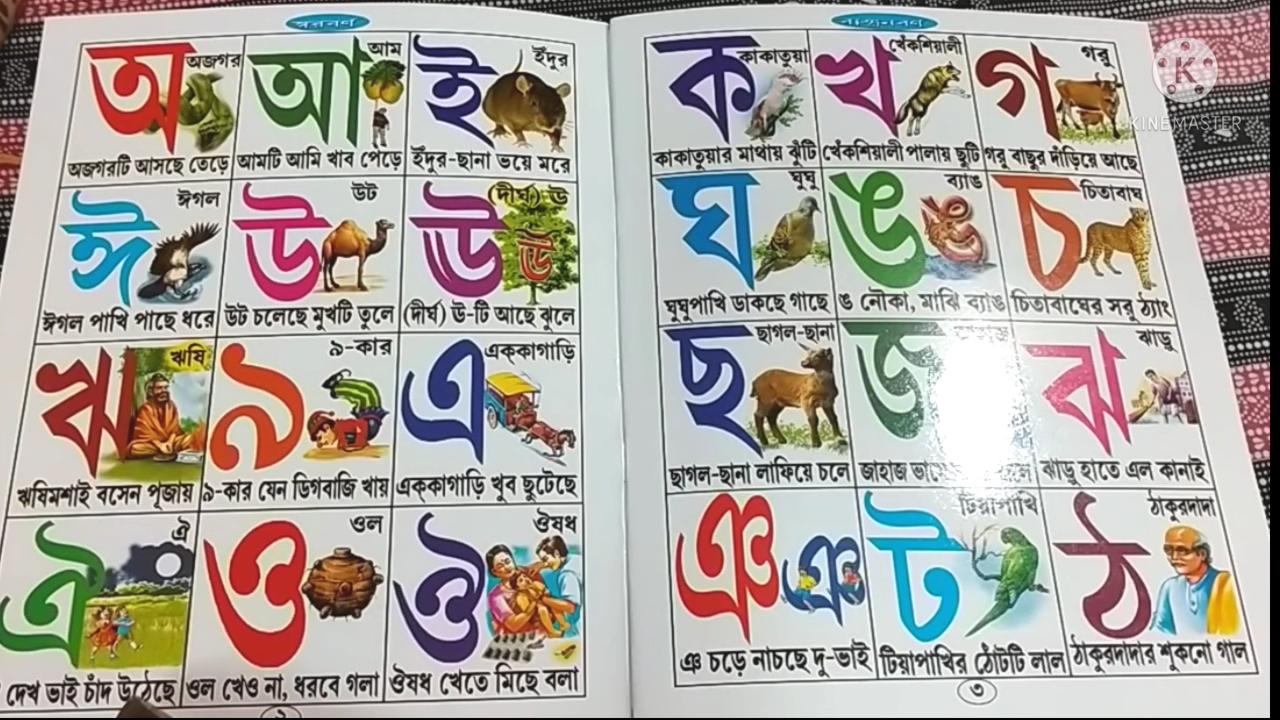 স্বরবর্ণ
অ অজগর
অজগরটি আসছে তেড়ে
আ আম
আমটি আমি খাব পেড়ে
ই ইঁদুর
ইঁদুর-ছানা ভয়ে মরে
ঈ ঈগল
ঈগল পাখি পাছে ধরে
উ উট
উট চলেছে মুখটি তুলে
ঊ (দীর্ঘ) ঊ
ঊ
(দীর্ঘ) ঊ-টি আছে ঝুলে
ঋ ঋষি
ঋষিমশাই বসেন পূজায়
৯ ৯-কার
৯-কার যেন ডিগবাজি খায়
এ এক্কাগাড়ি
এক্কাগাড়ি খুব ছুটেছে
ঐ ঐ
দেখ ভাই চাঁদ উঠেছে
ও ওল
ওল খেও না, ধরবে গলা
ঔ ঔষধ
ঔষধ খেতে মিছে বলা
২
ব্যঞ্জনবর্ণ
ক কাকাতুয়া
কাকাতুয়ার মাথায় ঝুঁটি
খ খেঁকশিয়ালী
খেঁকশিয়ালী পালায় ছুটি
গ গরু
গরু বাছুর দাঁড়িয়ে আছে
ঘ ঘুঘু
ঘুঘুপাখি ডাকছে গাছে
ঙ ব্যাঙ
ঙ নৌকা, মাঝি ব্যাঙ
চ চিতাবাঘ
চিতাবাঘের সরু ঠ্যাং
ছ ছাগল-ছানা
ছাগল-ছানা লাফিয়ে চলে
জ
জাহাজ
ঝ ঝাড়ু
ঝাড়ু হাতে এল কানাই
ঞ ঞ
ঞ চড়ে নাচছে দু-ভাই
ট টিয়াপাখি
টিয়াপাখির ঠোঁটটি লাল
ঠ ঠাকুরদাদা
ঠাকুরদাদার শুকনো গাল
৩
K
KINEMASTER